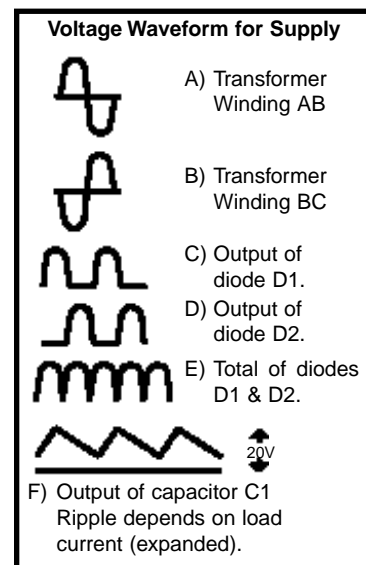 Voltage Waveform for Supply
A) Transformer
Winding AB
B) Transformer
Winding BC
C) Output of
diode D1.
D) Output of
diode D2.
E) Total of diodes
D1 & D2.
20V
F) Output of capacitor C1
Ripple depends on load
current (expanded).